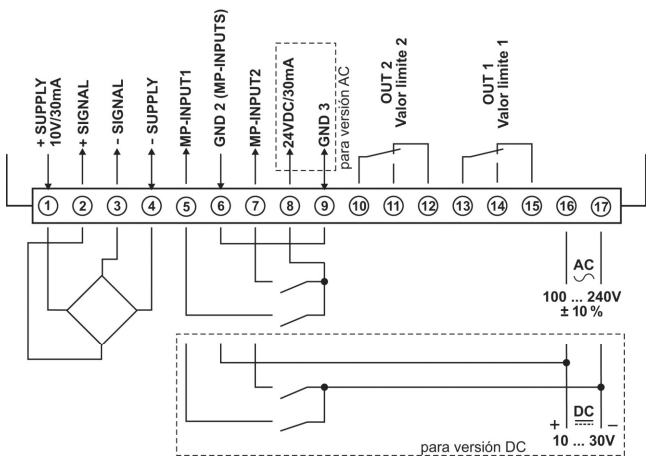 + SUPPLY
10V/30mA
+ SIGNAL
- SIGNAL
- SUPPLY
MP-INPUT1
GND 2 (MP-INPUTS)
MP-INPUT2
24VDC/30mA
GND 3
para versión AC
OUT 2
Valor limite 2
OUT 1
Valor limite 1
1 2 3 4 5 6 7 8 9 10 11 12 13 14 15 16 17
AC
100 ... 240V
± 10 %
DC
+ −
10 ... 30V
para versión DC